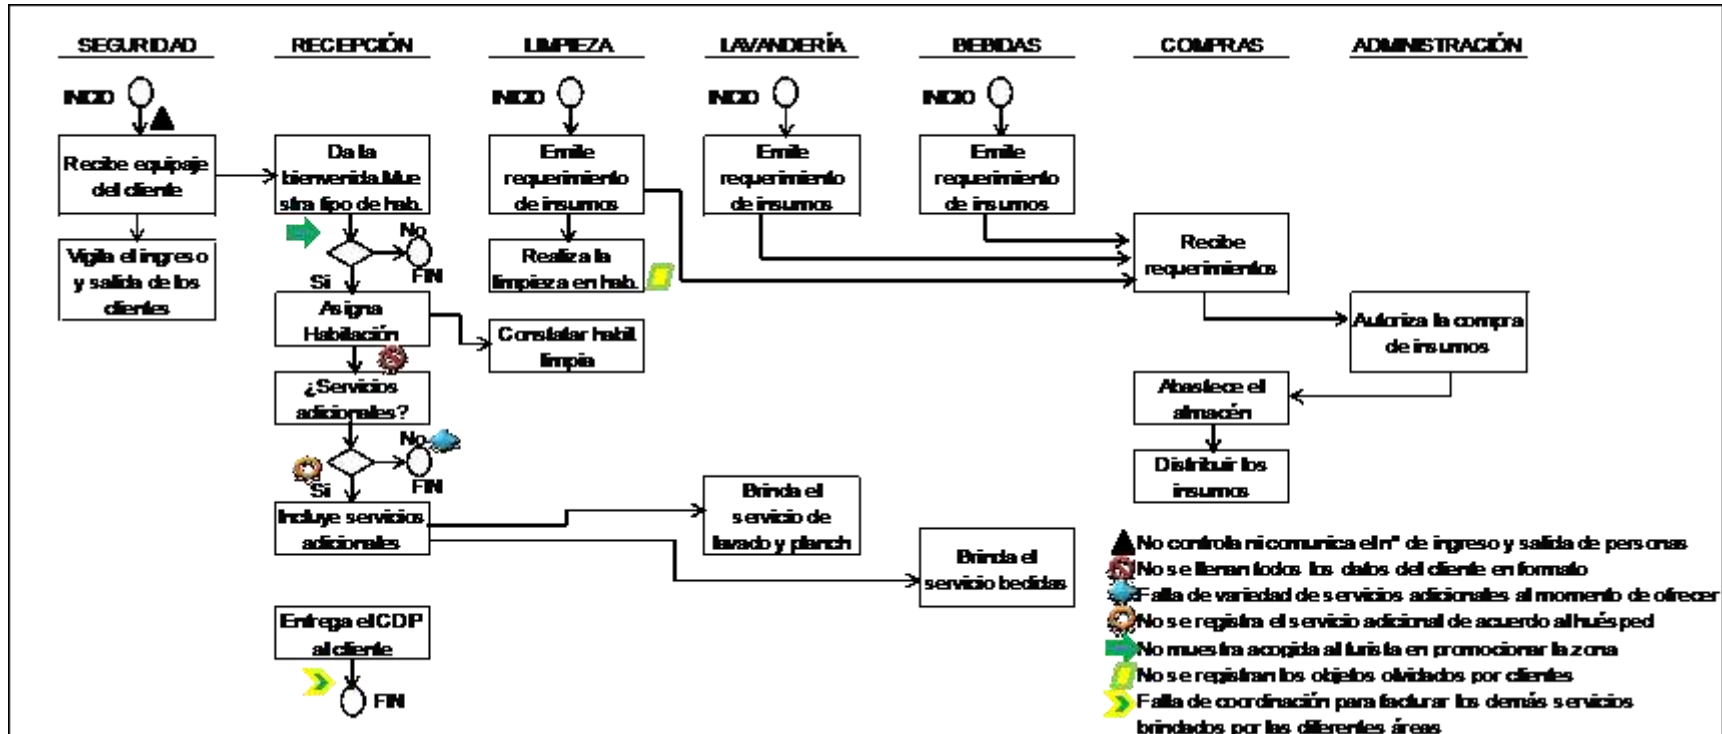 SEGURIDAD
RECEPCIÓN
LIMPIEZA
LAVANDERÍA
BEBIDAS
COMPRAS
ADMINISTRACIÓN
INICIO
INICIO
INICIO
INICIO
Recibe equipaje
del cliente
Da la
bienvenida.Mue
stra tipo de hab.
Emite
requerimiento
de insumos
Emite
requerimiento
de insumos
Emite
requerimiento
de insumos
No
FIN
Si
Vigila el ingreso
y salida de los
clientes
Realiza la
limpieza en hab.
Recibe
requerimientos
Asigna
Habitación
Constatar habit.
limpia
Autoriza la compra
de insumos
¿Servicios
adicionales?
Abastece el
almacén
No
FIN
Si
Distribuir los
insumos
Incluye servicios
adicionales
Brinda el
servicio de
lavado y planch
Brinda el
servicio bedidas
Entrega el CDP
al cliente
FIN
No controla ni comunica el n° de ingreso y salida de personas
No se llenan todos los datos del cliente en formato
Falta de variedad de servicios adicionales al momento de ofrecer
No se registra el servicio adicional de acuerdo al huésped
No muestra acogida al turista en promocionar la zona
No se registran los objetos olvidados por clientes
Falta de coordinación para facturar los demás servicios
brindados por las diferentes áreas